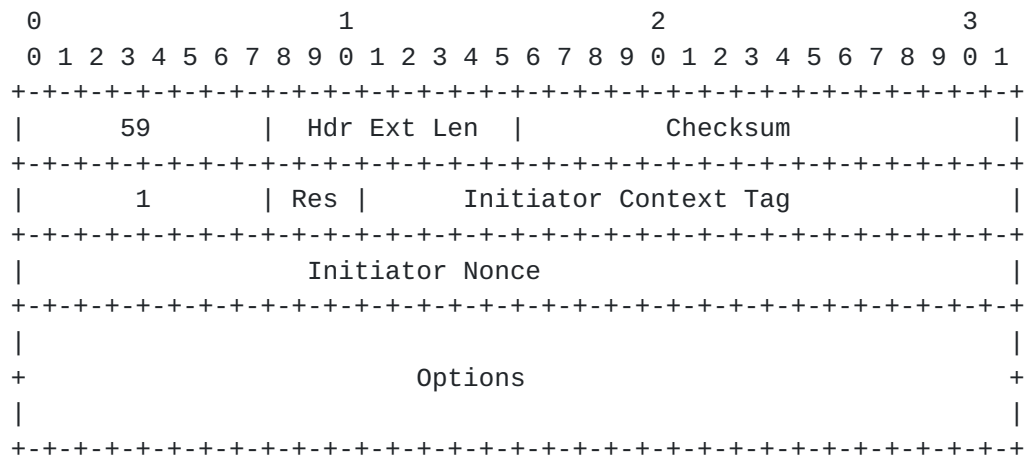 0                   1                   2                   3
 0 1 2 3 4 5 6 7 8 9 0 1 2 3 4 5 6 7 8 9 0 1 2 3 4 5 6 7 8 9 0 1
+-+-+-+-+-+-+-+-+-+-+-+-+-+-+-+-+-+-+-+-+-+-+-+-+-+-+-+-+-+-+-+-+
|      59       |  Hdr Ext Len  |         Checksum              |
+-+-+-+-+-+-+-+-+-+-+-+-+-+-+-+-+-+-+-+-+-+-+-+-+-+-+-+-+-+-+-+-+
|       1       | Res |      Initiator Context Tag              |
+-+-+-+-+-+-+-+-+-+-+-+-+-+-+-+-+-+-+-+-+-+-+-+-+-+-+-+-+-+-+-+-+
|                  Initiator Nonce                              |
+-+-+-+-+-+-+-+-+-+-+-+-+-+-+-+-+-+-+-+-+-+-+-+-+-+-+-+-+-+-+-+-+
|                                                               |
+                         Options                               +
|                                                               |
+-+-+-+-+-+-+-+-+-+-+-+-+-+-+-+-+-+-+-+-+-+-+-+-+-+-+-+-+-+-+-+-+